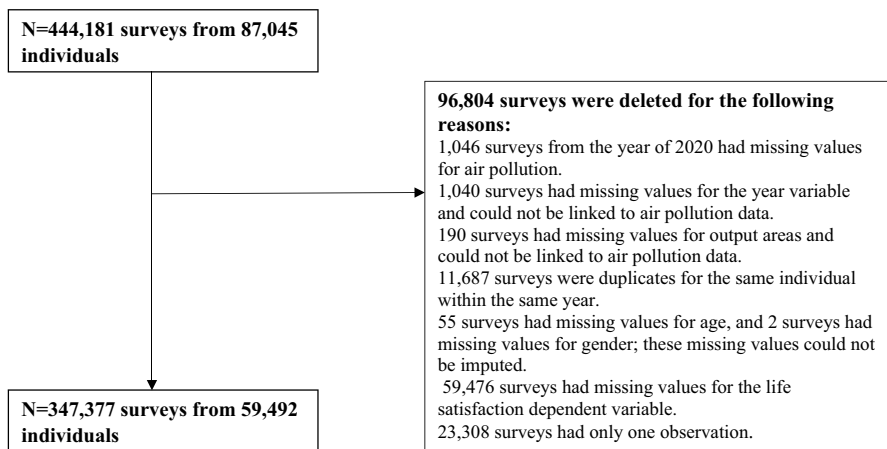 N=444,181 surveys from 87,045
individuals
96,804 surveys were deleted for the following
reasons:
1,046 surveys from the year of 2020 had missing values
for air pollution.
1,040 surveys had missing values for the year variable
and could not be linked to air pollution data.
190 surveys had missing values for output areas and
could not be linked to air pollution data.
11,687 surveys were duplicates for the same individual
within the same year.
55 surveys had missing values for age, and 2 surveys had
missing values for gender; these missing values could not
be imputed.
59,476 surveys had missing values for the life
satisfaction dependent variable.
23,308 surveys had only one observation.
N=347,377 surveys from 59,492
individuals